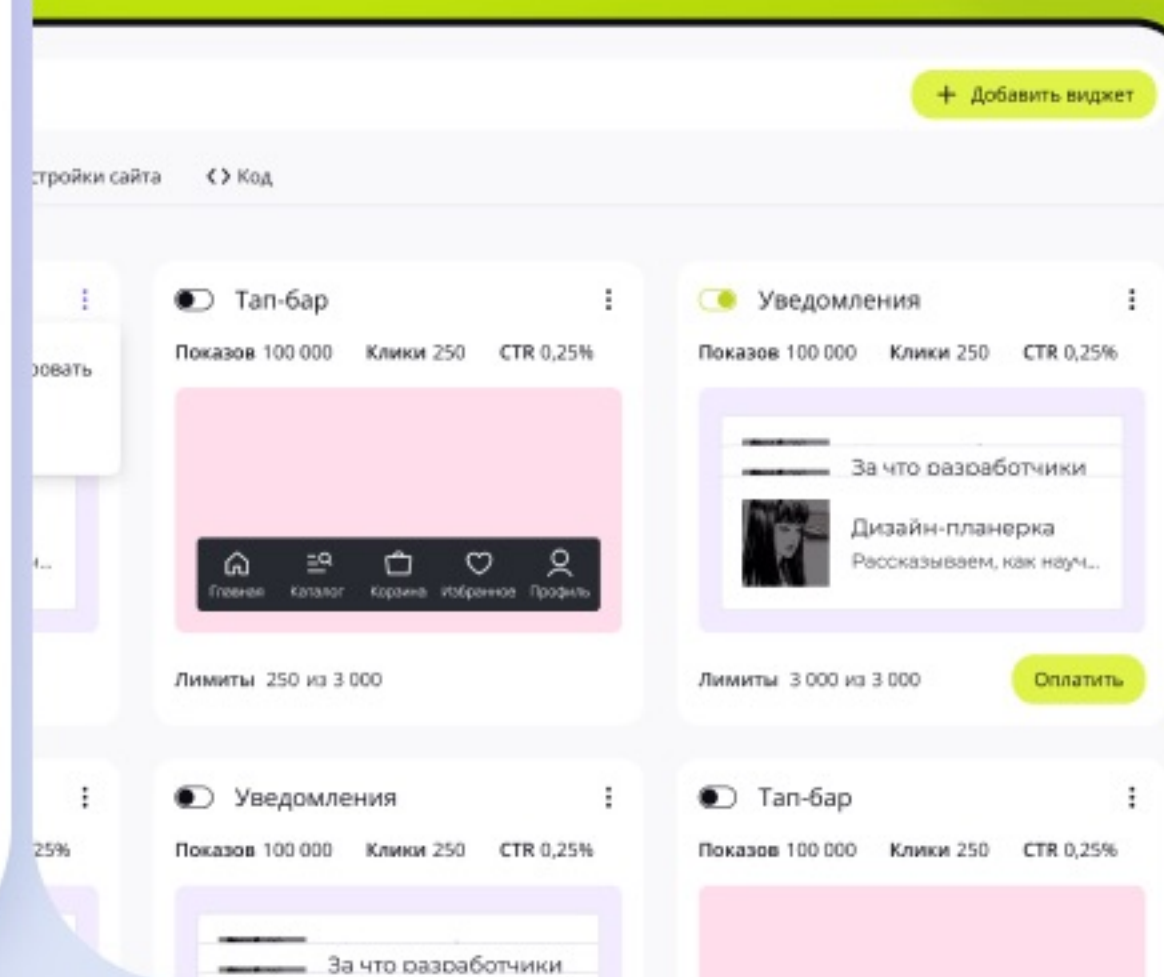 + Добавить виджет
стройки сайта <> Код
Тап-бар
Уведомления
Показов 100 000 Клики 250 CTR 0,25%
Показов 100 000 Клики 250 CTR 0,25%
ровать
За что разработчики
Дизайн-планерка
Рассказываем, как науч...
Главная Каталог Корзина Избранное Профиль
Лимиты 250 из 3 000
Лимиты 3 000 из 3 000
Оплатить
Уведомления
Тап-бар
25%
Показов 100 000 Клики 250 CTR 0,25%
Показов 100 000 Клики 250 CTR 0,25%
За что разработчики